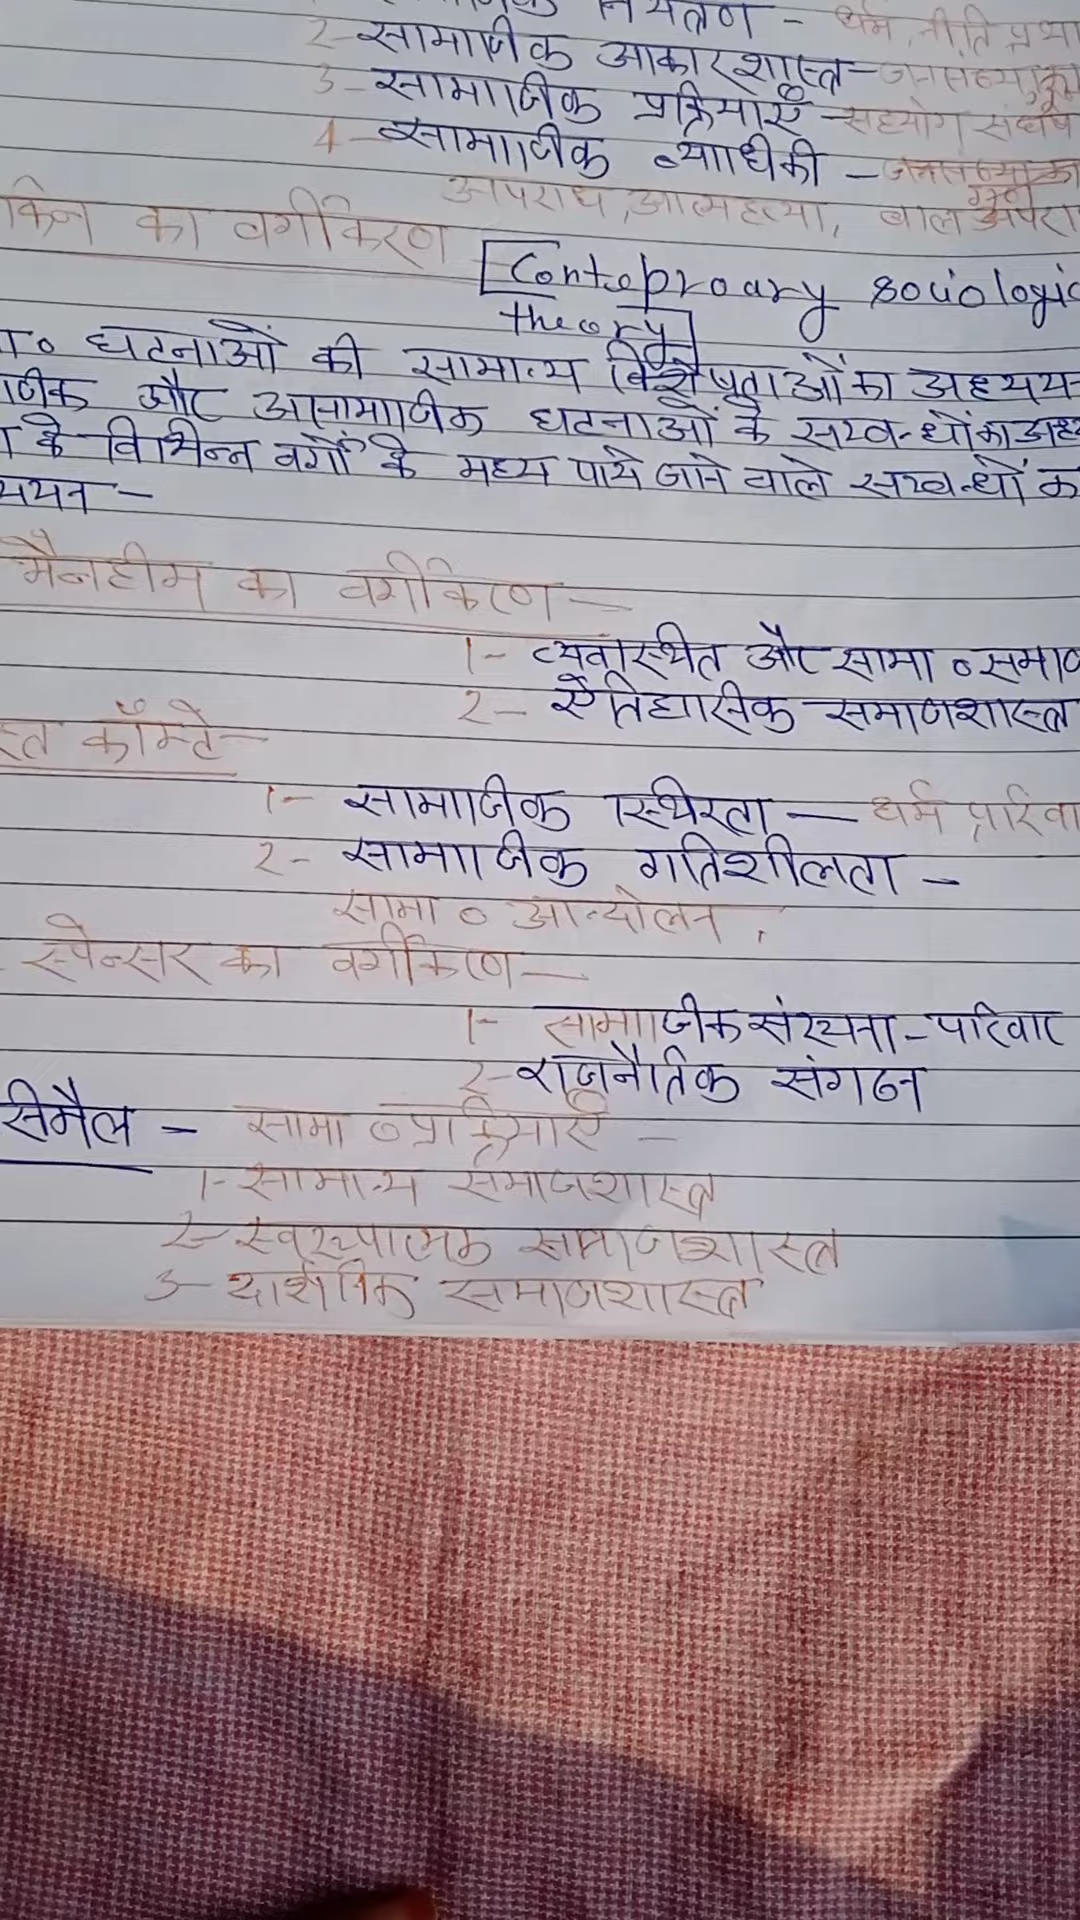 नियंत्रण - धर्म, नीति, प्रथा
2- सामाजिक आकारशास्त्र - जनसंख्या
3- सामाजिक प्रक्रियाएँ - सहयोग संघर्ष
4- सामाजिक व्याधिकी -
अपराध, आत्महत्या, बाल अपरा
किन का वर्गीकरण
[Contoproary sociologic
theory]
ा० घटनाओं की सामान्य विशेषताओं का अध्ययन
जिक और असामाजिक घटनाओं के सम्बन्धों का अध्य
के विभिन्न वर्गों के मध्य पाये जाने वाले सम्बन्धों क
ययन -
मैनहीम का वर्गीकरण -
1- व्यवास्थीत और सामा ० समाज
2- ऐतिहासिक समाजशास्त्र
स्त कॉम्टे -
1- सामाजिक स्थिरता - धर्म परिवा
2- सामाजिक गतिशीलता -
सामा ० आन्दोलन,
स्पेन्सर का वर्गीकरण -
1- सामाजिक संरचना - परिवार
2- राजनैतिक संगठन
सीमैल - सामा ० प्रक्रियाएँ -
1- सामान्य समाजशास्त्र
2- स्वरूपात्मक समाजशास्त्र
3- दार्शनिक समाजशास्त्र